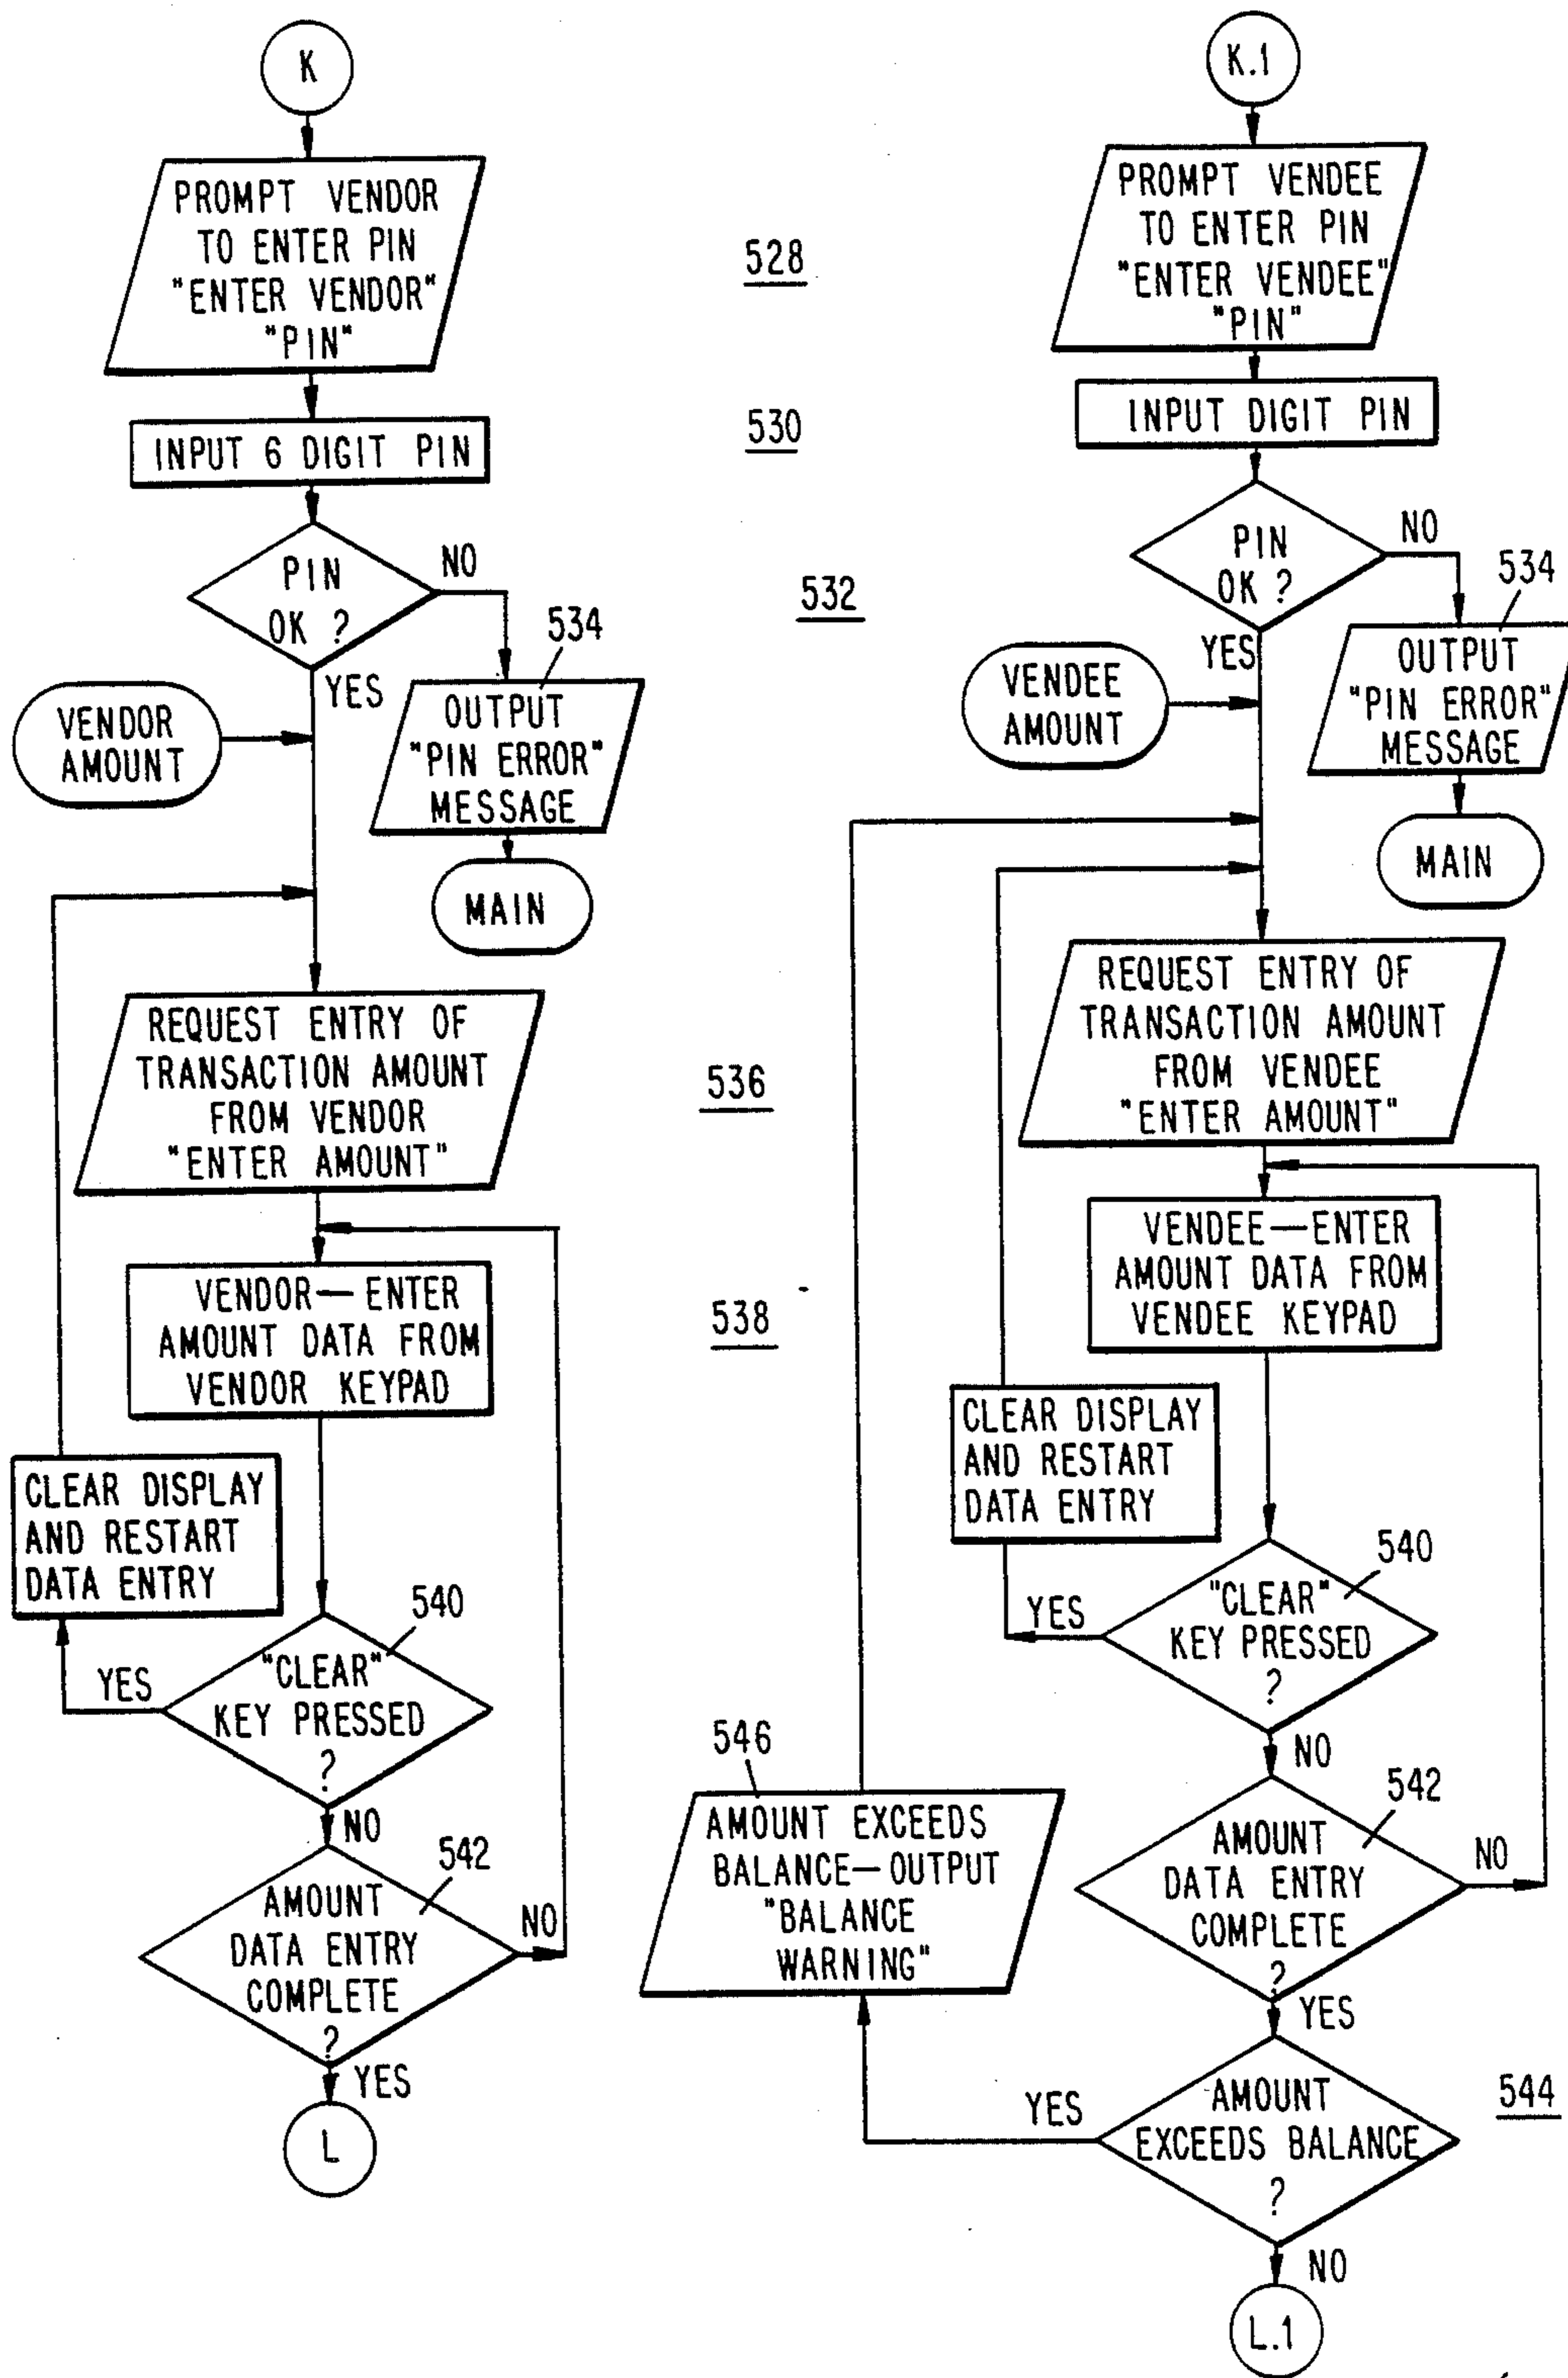 K
PROMPT VENDOR
TO ENTER PIN
"ENTER VENDOR"
"PIN"
INPUT 6 DIGIT PIN
PIN
OK ?
NO
YES
534
OUTPUT
"PIN ERROR"
MESSAGE
MAIN
VENDOR
AMOUNT
REQUEST ENTRY OF
TRANSACTION AMOUNT
FROM VENDOR
"ENTER AMOUNT"
VENDOR—ENTER
AMOUNT DATA FROM
VENDOR KEYPAD
CLEAR DISPLAY
AND RESTART
DATA ENTRY
540
YES
"CLEAR"
KEY PRESSED
?
NO
542
AMOUNT
DATA ENTRY
COMPLETE
?
NO
YES
L
528
530
532
536
538
K.1
PROMPT VENDEE
TO ENTER PIN
"ENTER VENDEE"
"PIN"
INPUT DIGIT PIN
PIN
OK ?
NO
YES
534
OUTPUT
"PIN ERROR"
MESSAGE
MAIN
VENDEE
AMOUNT
REQUEST ENTRY OF
TRANSACTION AMOUNT
FROM VENDEE
"ENTER AMOUNT"
VENDEE—ENTER
AMOUNT DATA FROM
VENDEE KEYPAD
CLEAR DISPLAY
AND RESTART
DATA ENTRY
540
YES
"CLEAR"
KEY PRESSED
?
NO
546
AMOUNT EXCEEDS
BALANCE—OUTPUT
"BALANCE
WARNING"
542
AMOUNT
DATA ENTRY
COMPLETE
?
NO
YES
544
YES
AMOUNT
EXCEEDS BALANCE
?
NO
L.1